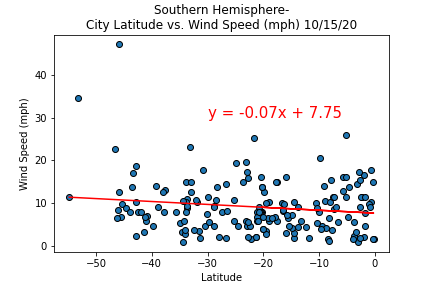 Southern Hemisphere-
City Latitude vs. Wind Speed (mph) 10/15/20
Wind Speed (mph)
40
30
20
10
0
y = -0.07x + 7.75
−50
−40
−30
−20
−10
0
Latitude